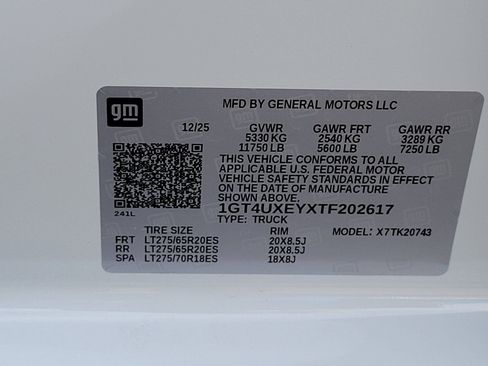 gm
MFD BY GENERAL MOTORS LLC
12/25 GVWR GAWR FRT GAWR RR
5330 KG 2540 KG 3289 KG
11750 LB 5600 LB 7250 LB
THIS VEHICLE CONFORMS TO ALL
APPLICABLE U.S. FEDERAL MOTOR
VEHICLE SAFETY STANDARDS IN EFFECT
ON THE DATE OF MANUFACTURE
SHOWN ABOVE.
1GT4UXEYXTF202617
241L TYPE: TRUCK
TIRE SIZE RIM MODEL: X7TK20743
FRT LT275/65R20ES 20X8.5J
RR LT275/65R20ES 20X8.5J
SPA LT275/70R18ES 18X8J